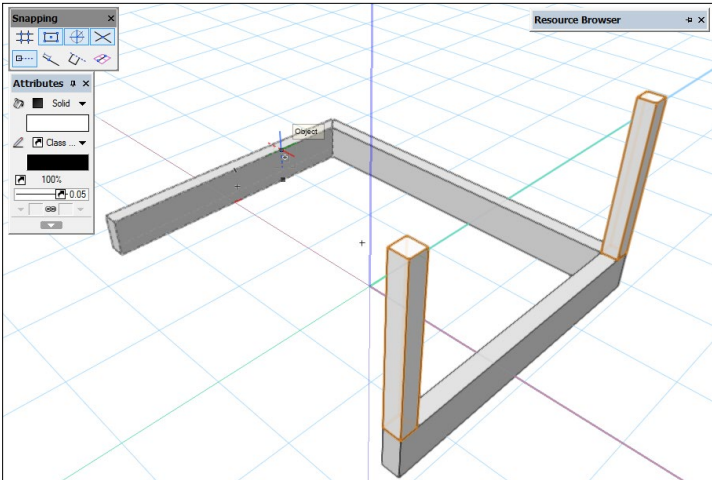 Snapping
Resource Browser
Attributes
Solid
Class ...
100%
0.05
Object